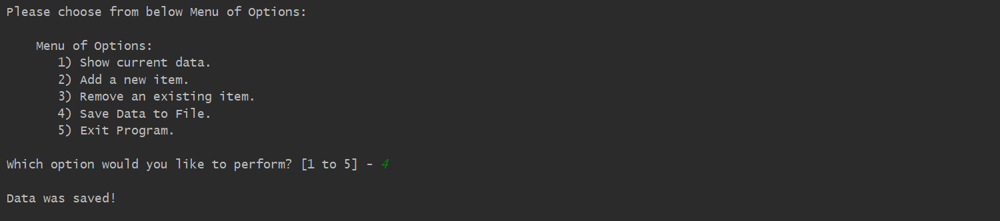 Please choose from below Menu of Options:
Menu of Options:
1) Show current data.
2) Add a new item.
3) Remove an existing item.
4) Save Data to File.
5) Exit Program.
Which option would you like to perform? [1 to 5] - 4
Data was saved!